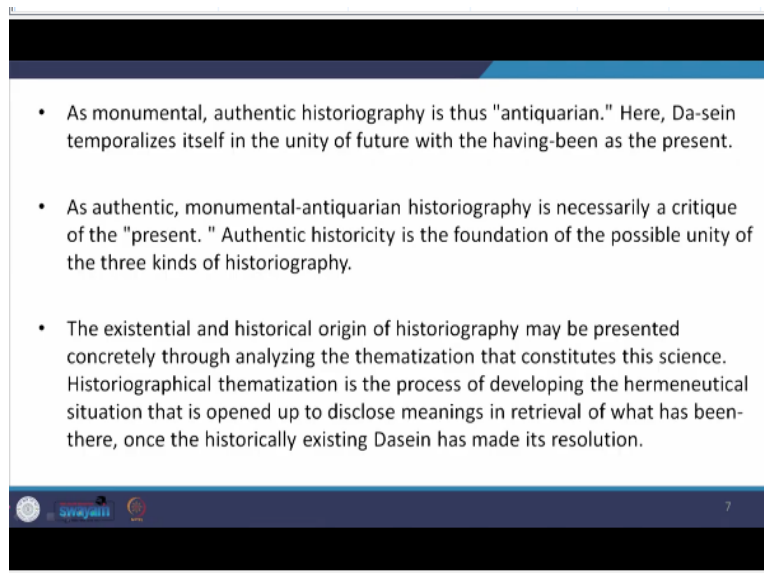 • As monumental, authentic historiography is thus "antiquarian." Here, Da-sein
temporalizes itself in the unity of future with the having-been as the present.
• As authentic, monumental-antiquarian historiography is necessarily a critique
of the "present. " Authentic historicity is the foundation of the possible unity of
the three kinds of historiography.
• The existential and historical origin of historiography may be presented
concretely through analyzing the thematization that constitutes this science.
Historiographical thematization is the process of developing the hermeneutical
situation that is opened up to disclose meanings in retrieval of what has been-
there, once the historically existing Dasein has made its resolution.
swayam
7